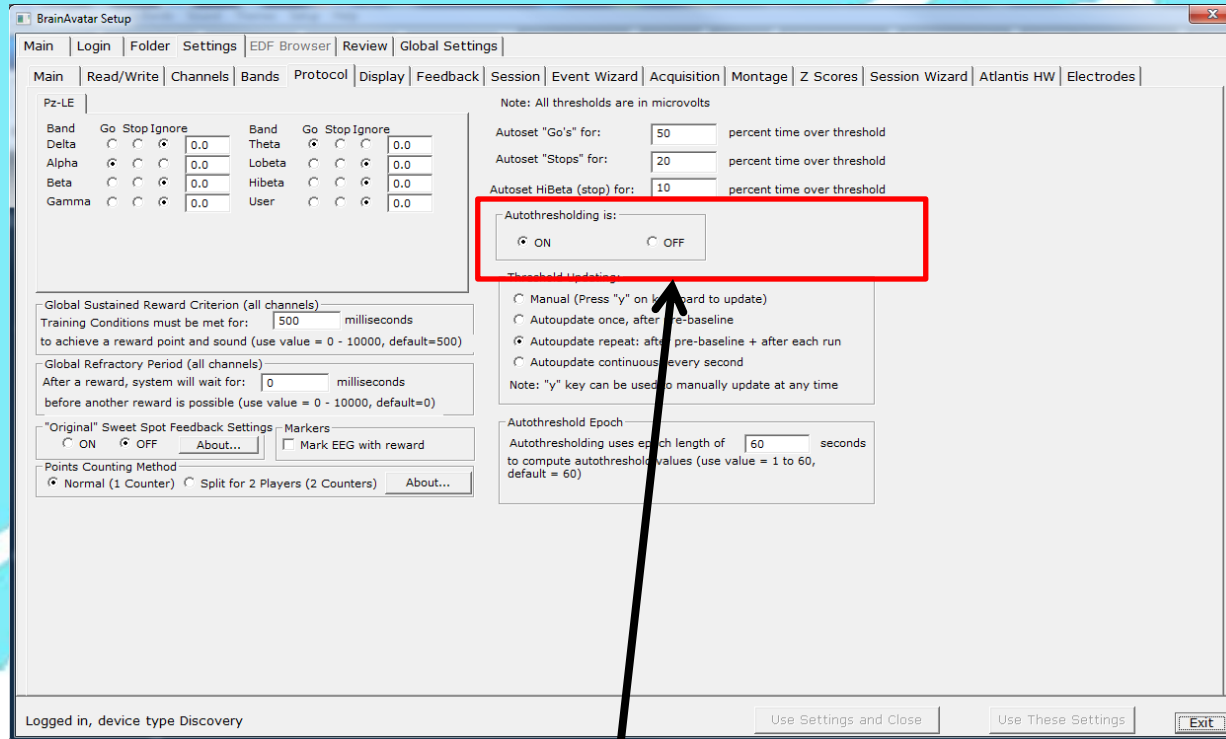 BrainAvatar Setup
Main Login Folder Settings EDF Browser Review Global Settings
Main Read/Write Channels Bands Protocol Display Feedback Session Event Wizard Acquisition Montage Z Scores Session Wizard Atlantis HW Electrodes
Pz-LE
Band Go Stop Ignore Band Go Stop Ignore
Delta 0.0 Theta 0.0
Alpha 0.0 Lobeta 0.0
Beta 0.0 Hibeta 0.0
Gamma 0.0 User 0.0
Global Sustained Reward Criterion (all channels)
Training Conditions must be met for: 500 milliseconds
to achieve a reward point and sound (use value = 0 - 10000, default=500)
Global Refractory Period (all channels)
After a reward, system will wait for: 0 milliseconds
before another reward is possible (use value = 0 - 10000, default=0)
"Original" Sweet Spot Feedback Settings Markers
ON OFF About... Mark EEG with reward
Points Counting Method
Normal (1 Counter) Split for 2 Players (2 Counters) About...
Note: All thresholds are in microvolts
Autoset "Go's" for: 50 percent time over threshold
Autoset "Stops" for: 20 percent time over threshold
Autoset HiBeta (stop) for: 10 percent time over threshold
Autothresholding is:
ON OFF
Threshold Updating:
Manual (Press "y" on keyboard to update)
Autoupdate once, after pre-baseline
Autoupdate repeat: after pre-baseline + after each run
Autoupdate continuous: every second
Note: "y" key can be used to manually update at any time
Autothreshold Epoch
Autothresholding uses epoch length of 60 seconds
to compute autothreshold values (use value = 1 to 60,
default = 60)
Logged in, device type Discovery Use Settings and Close Use These Settings Exit